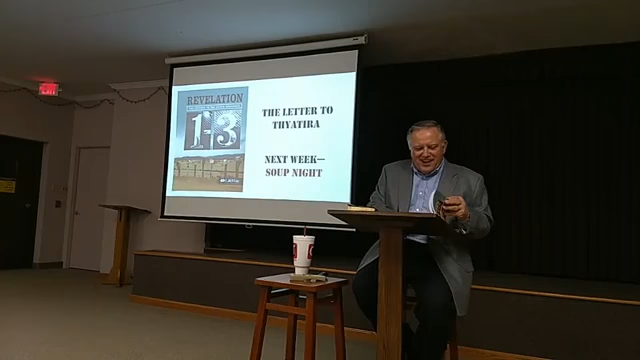 EXIT
REVELATION
1-3
THE LETTER TO
THYATIRA
NEXT WEEK—
SOUP NIGHT